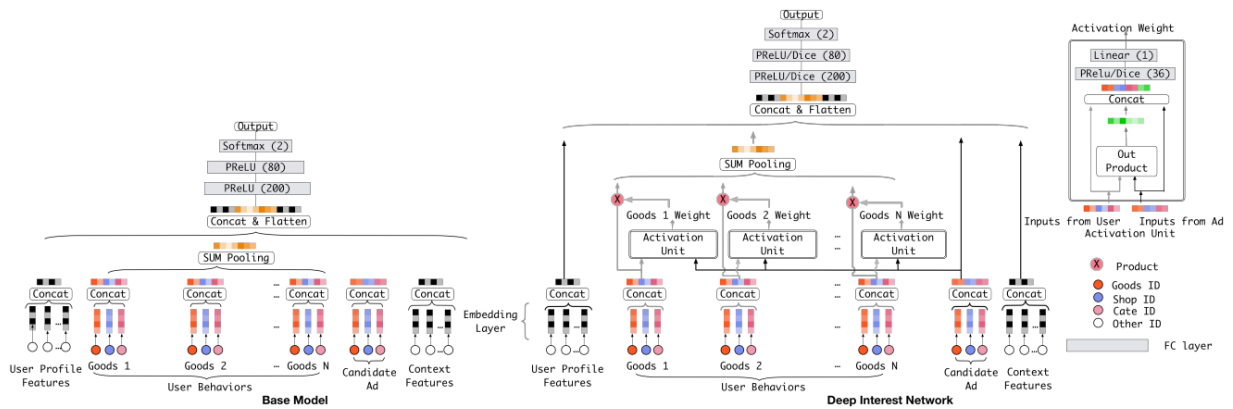 Output
Softmax (2)
PReLU (80)
PReLU (200)
Concat & Flatten
SUM Pooling
Concat
Concat
Concat
...
Concat
Concat
Concat
...
...
...
...
...
User Profile
Features
Goods 1
Goods 2
... Goods N
Candidate
Ad
Context
Features
User Behaviors
Base Model
Output
Softmax (2)
PReLU/Dice (80)
PReLU/Dice (200)
Concat & Flatten
SUM Pooling
X
X
X
Goods 1 Weight
Goods 2 Weight
Goods N Weight
Activation
Unit
Activation
Unit
...
Activation
Unit
Embedding
Layer
Concat
Concat
Concat
...
Concat
Concat
Concat
...
...
...
...
User Profile
Features
Goods 1
Goods 2
... Goods N
Candidate
Ad
Context
Features
User Behaviors
Deep Interest Network
Activation Weight
Linear (1)
PRelu/Dice (36)
Concat
Out
Product
Inputs from User
Inputs from Ad
Activation Unit
X
Product
Goods ID
Shop ID
Cate ID
Other ID
FC layer